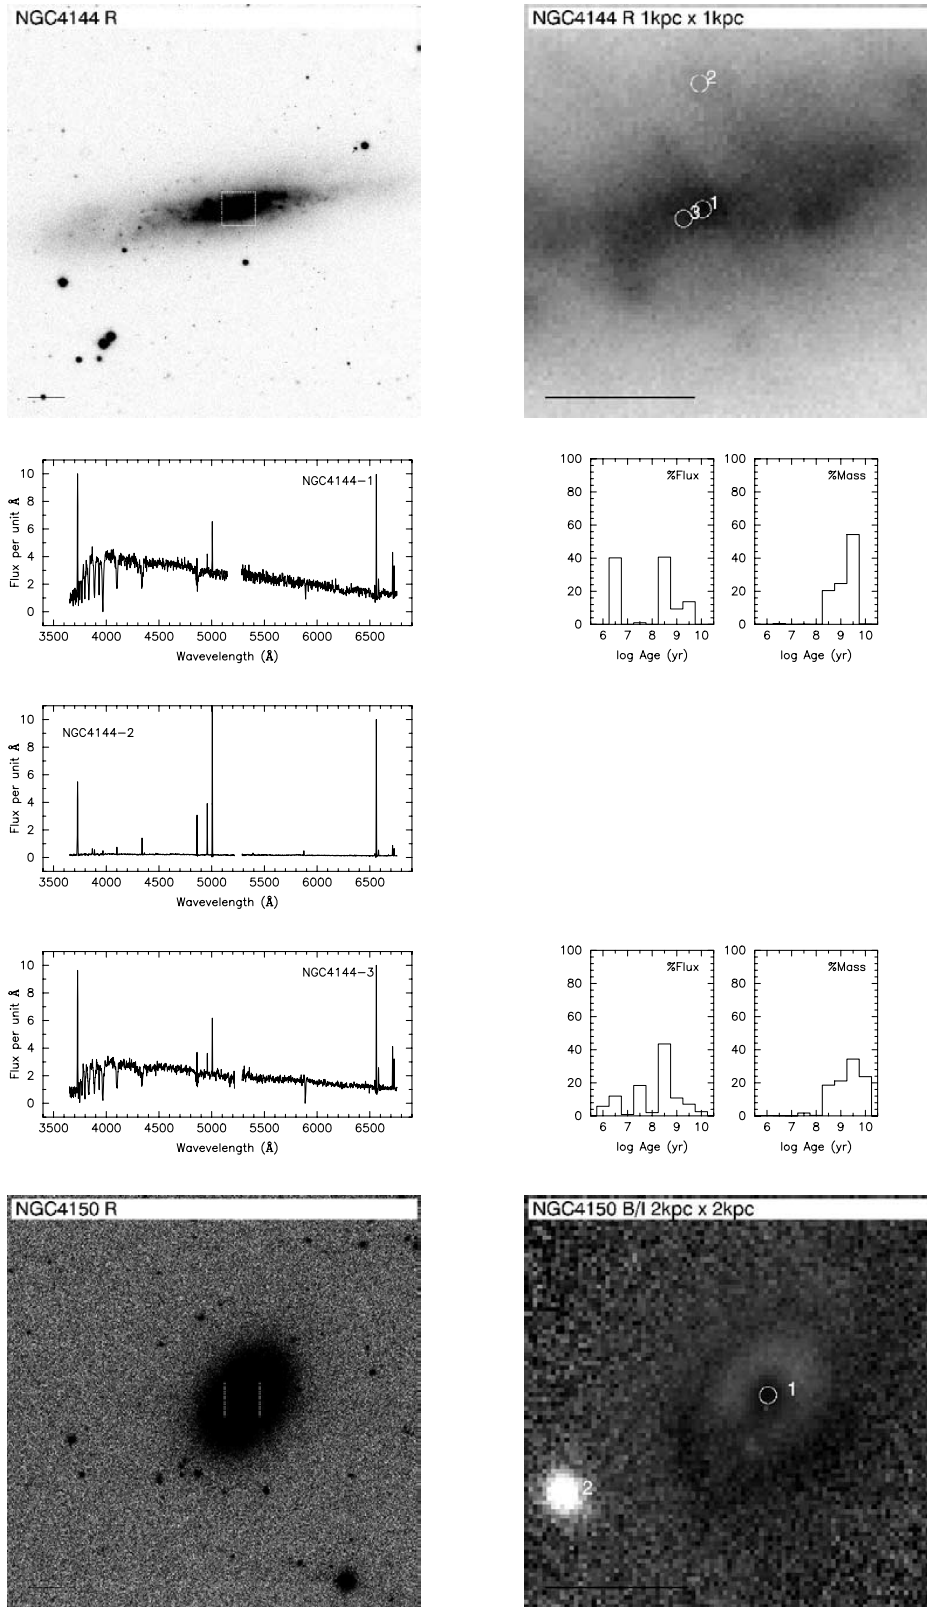 NGC4144 R
NGC4144 R 1kpc x 1kpc
2
1
3
Flux per unit Å
10
8
6
4
2
0
NGC4144-1
3500 4000 4500 5000 5500 6000 6500
Wavevelength (Å)
100
80
60
40
20
0
%Flux
6 7 8 9 10
log Age (yr)
100
80
60
40
20
0
%Mass
6 7 8 9 10
log Age (yr)
Flux per unit Å
10
8
6
4
2
0
NGC4144-2
3500 4000 4500 5000 5500 6000 6500
Wavevelength (Å)
Flux per unit Å
10
8
6
4
2
0
NGC4144-3
3500 4000 4500 5000 5500 6000 6500
Wavevelength (Å)
100
80
60
40
20
0
%Flux
6 7 8 9 10
log Age (yr)
100
80
60
40
20
0
%Mass
6 7 8 9 10
log Age (yr)
NGC4150 R
NGC4150 B/I 2kpc x 2kpc
1
2